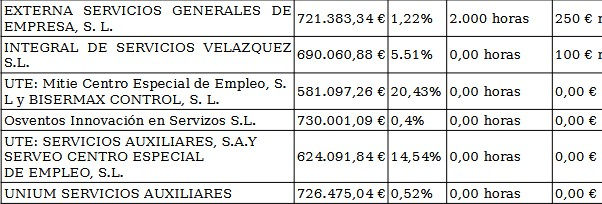 EXTERNA SERVICIOS GENERALES DE
EMPRESA, S. L.
721.383,34 € 1,22% 2.000 horas 250 €
INTEGRAL DE SERVICIOS VELAZQUEZ
S.L.
690.060,88 € 5.51% 0,00 horas 100 €
UTE: Mitie Centro Especial de Empleo, S.
L y BISERMAX CONTROL, S. L.
581.097,26 € 20,43% 0,00 horas 0,00 €
Osventos Innovación en Servizos S.L. 730.001,09 € 0,4% 0,00 horas 0,00 €
UTE: SERVICIOS AUXILIARES, S.A.Y
SERVEO CENTRO ESPECIAL
DE EMPLEO, S.L.
624.091,84 € 14,54% 0,00 horas 0,00 €
UNIUM SERVICIOS AUXILIARES 726.475,04 € 0,52% 0,00 horas 0,00 €